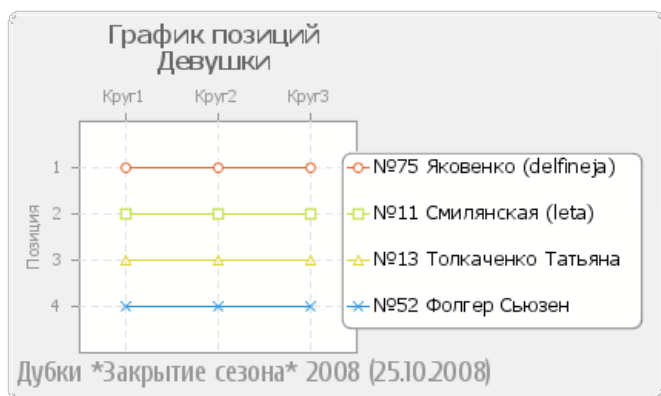 График позиций
Девушки
Круг1 Круг2 Круг3
Позиция
1
2
3
4
№75 Яковенко (delfineja)
№11 Смилянская (leta)
№13 Толкаченко Татьяна
№52 Фолгер Сьюзен
Дубки *Закрытие сезона* 2008 (25.10.2008)